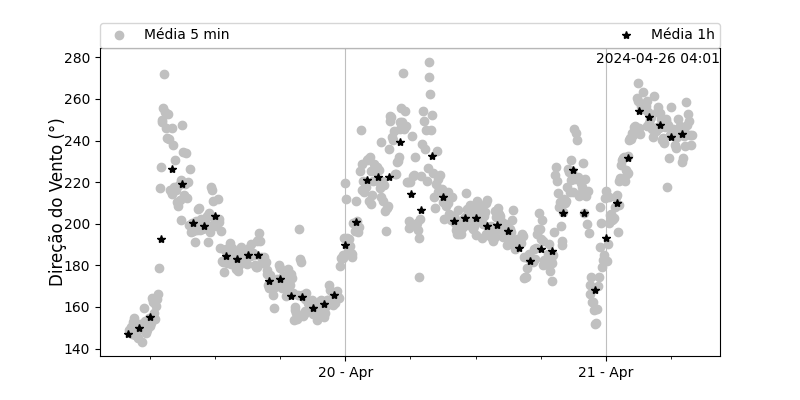 Média 5 min
Média 1h
2024-04-26 04:01
Direção do Vento (°)
280
260
240
220
200
180
160
140
20 - Apr
21 - Apr